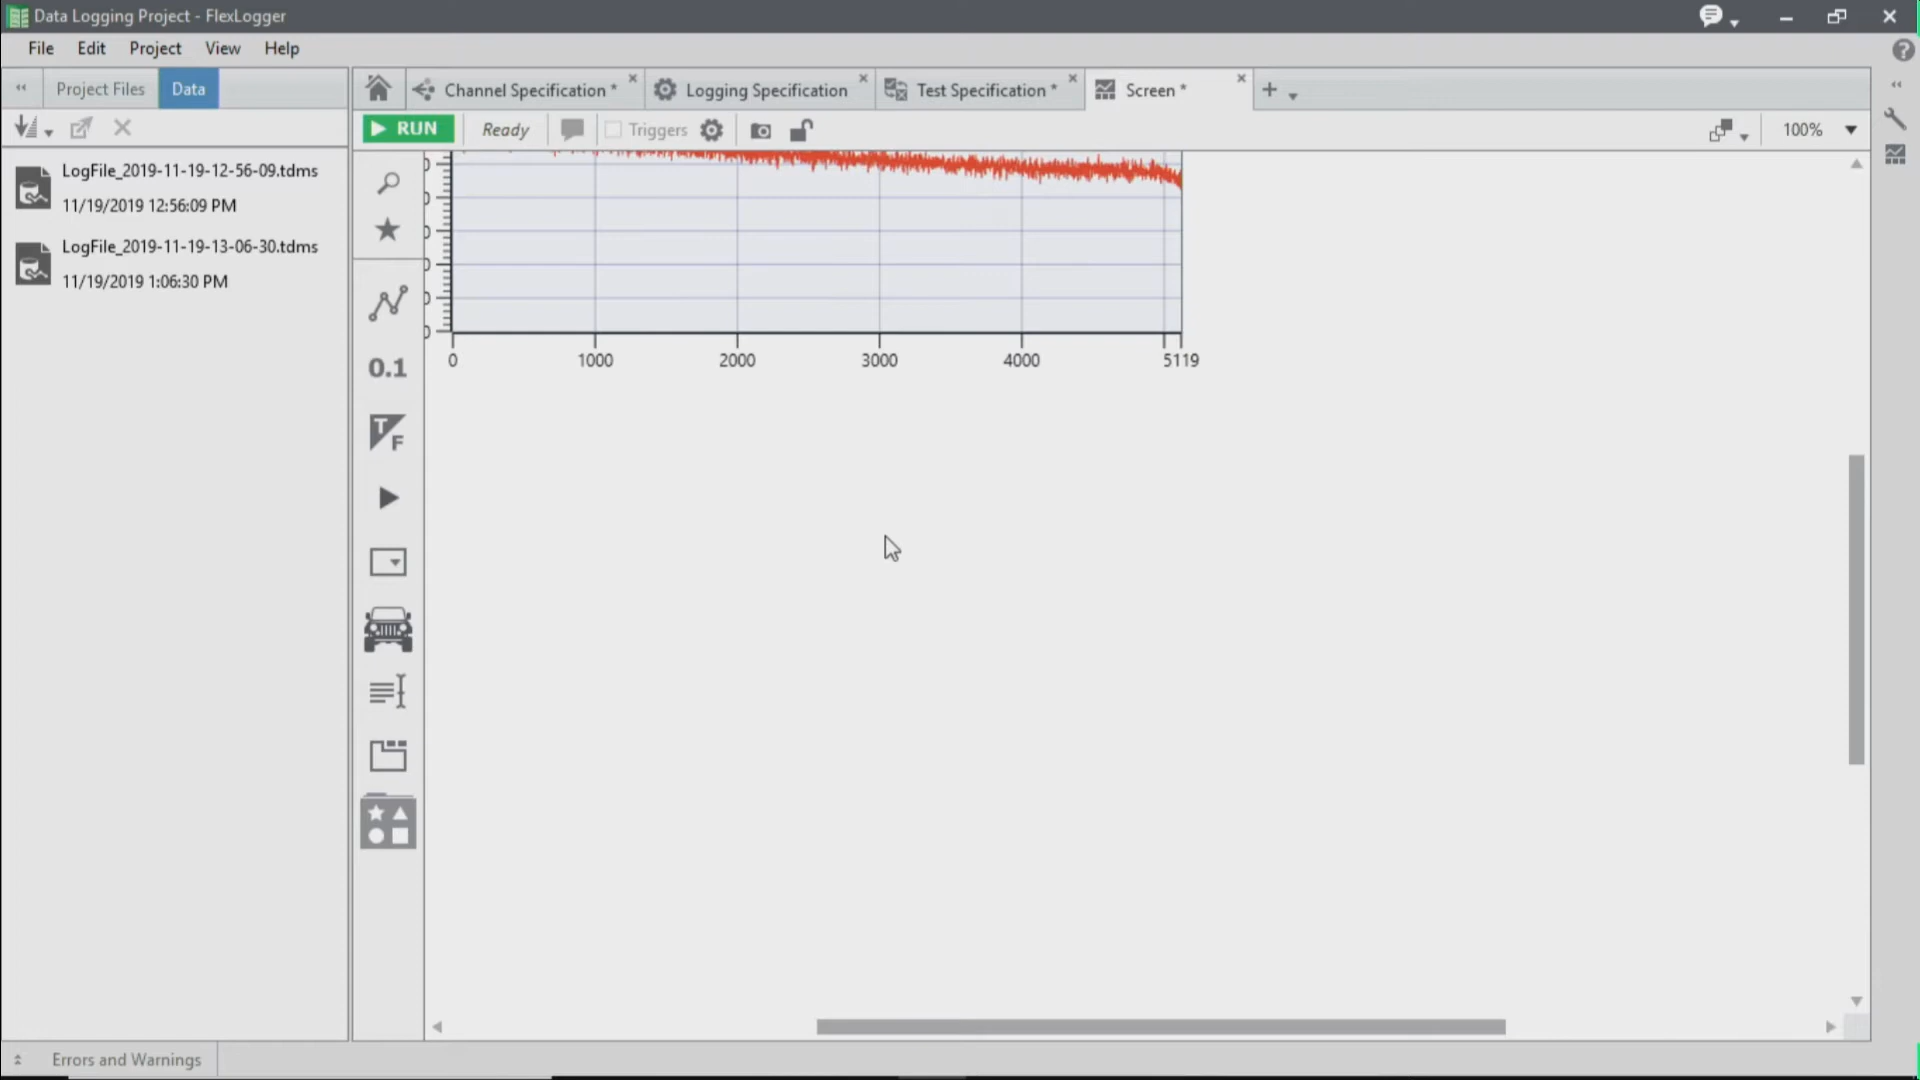 Data Logging Project - FlexLogger
File Edit Project View Help
Project Files Data
Channel Specification * Logging Specification Test Specification * Screen *
RUN Ready Triggers 100%
LogFile_2019-11-19-12-56-09.tdms
11/19/2019 12:56:09 PM
LogFile_2019-11-19-13-06-30.tdms
11/19/2019 1:06:30 PM
0 1000 2000 3000 4000 5119
0.1
T
F
Errors and Warnings